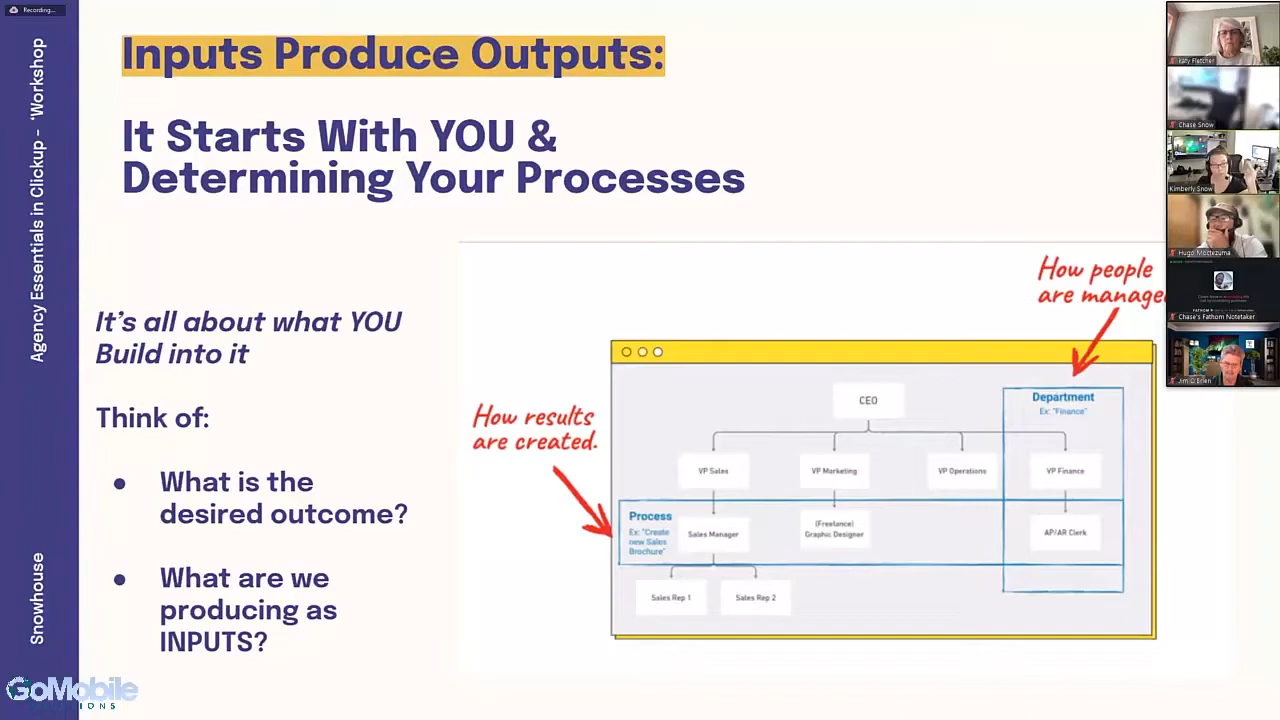 Recording...
Agency Essentials in Clickup - 'Workshop
Snowhouse
Inputs Produce Outputs:
It Starts With YOU &
Determining Your Processes
It's all about what YOU
Build into it
Think of:
● What is the
desired outcome?
● What are we
producing as
INPUTS?
How people
are manage
How results
are created.
CEO
Department
Ex: "Finance"
VP Sales
VP Marketing
VP Operations
VP Finance
Process
Ex: "Create
new Sales
Brochure"
Sales Manager
(Freelance)
Graphic Designer
AP/AR Clerk
Sales Rep 1
Sales Rep 2
Katy Fletcher
Chase Snow
Kimberly Snow
Hugo Moctezuma
FATHOM
Chase's Fathom Notetaker
Jim O'Brien
GoMobile